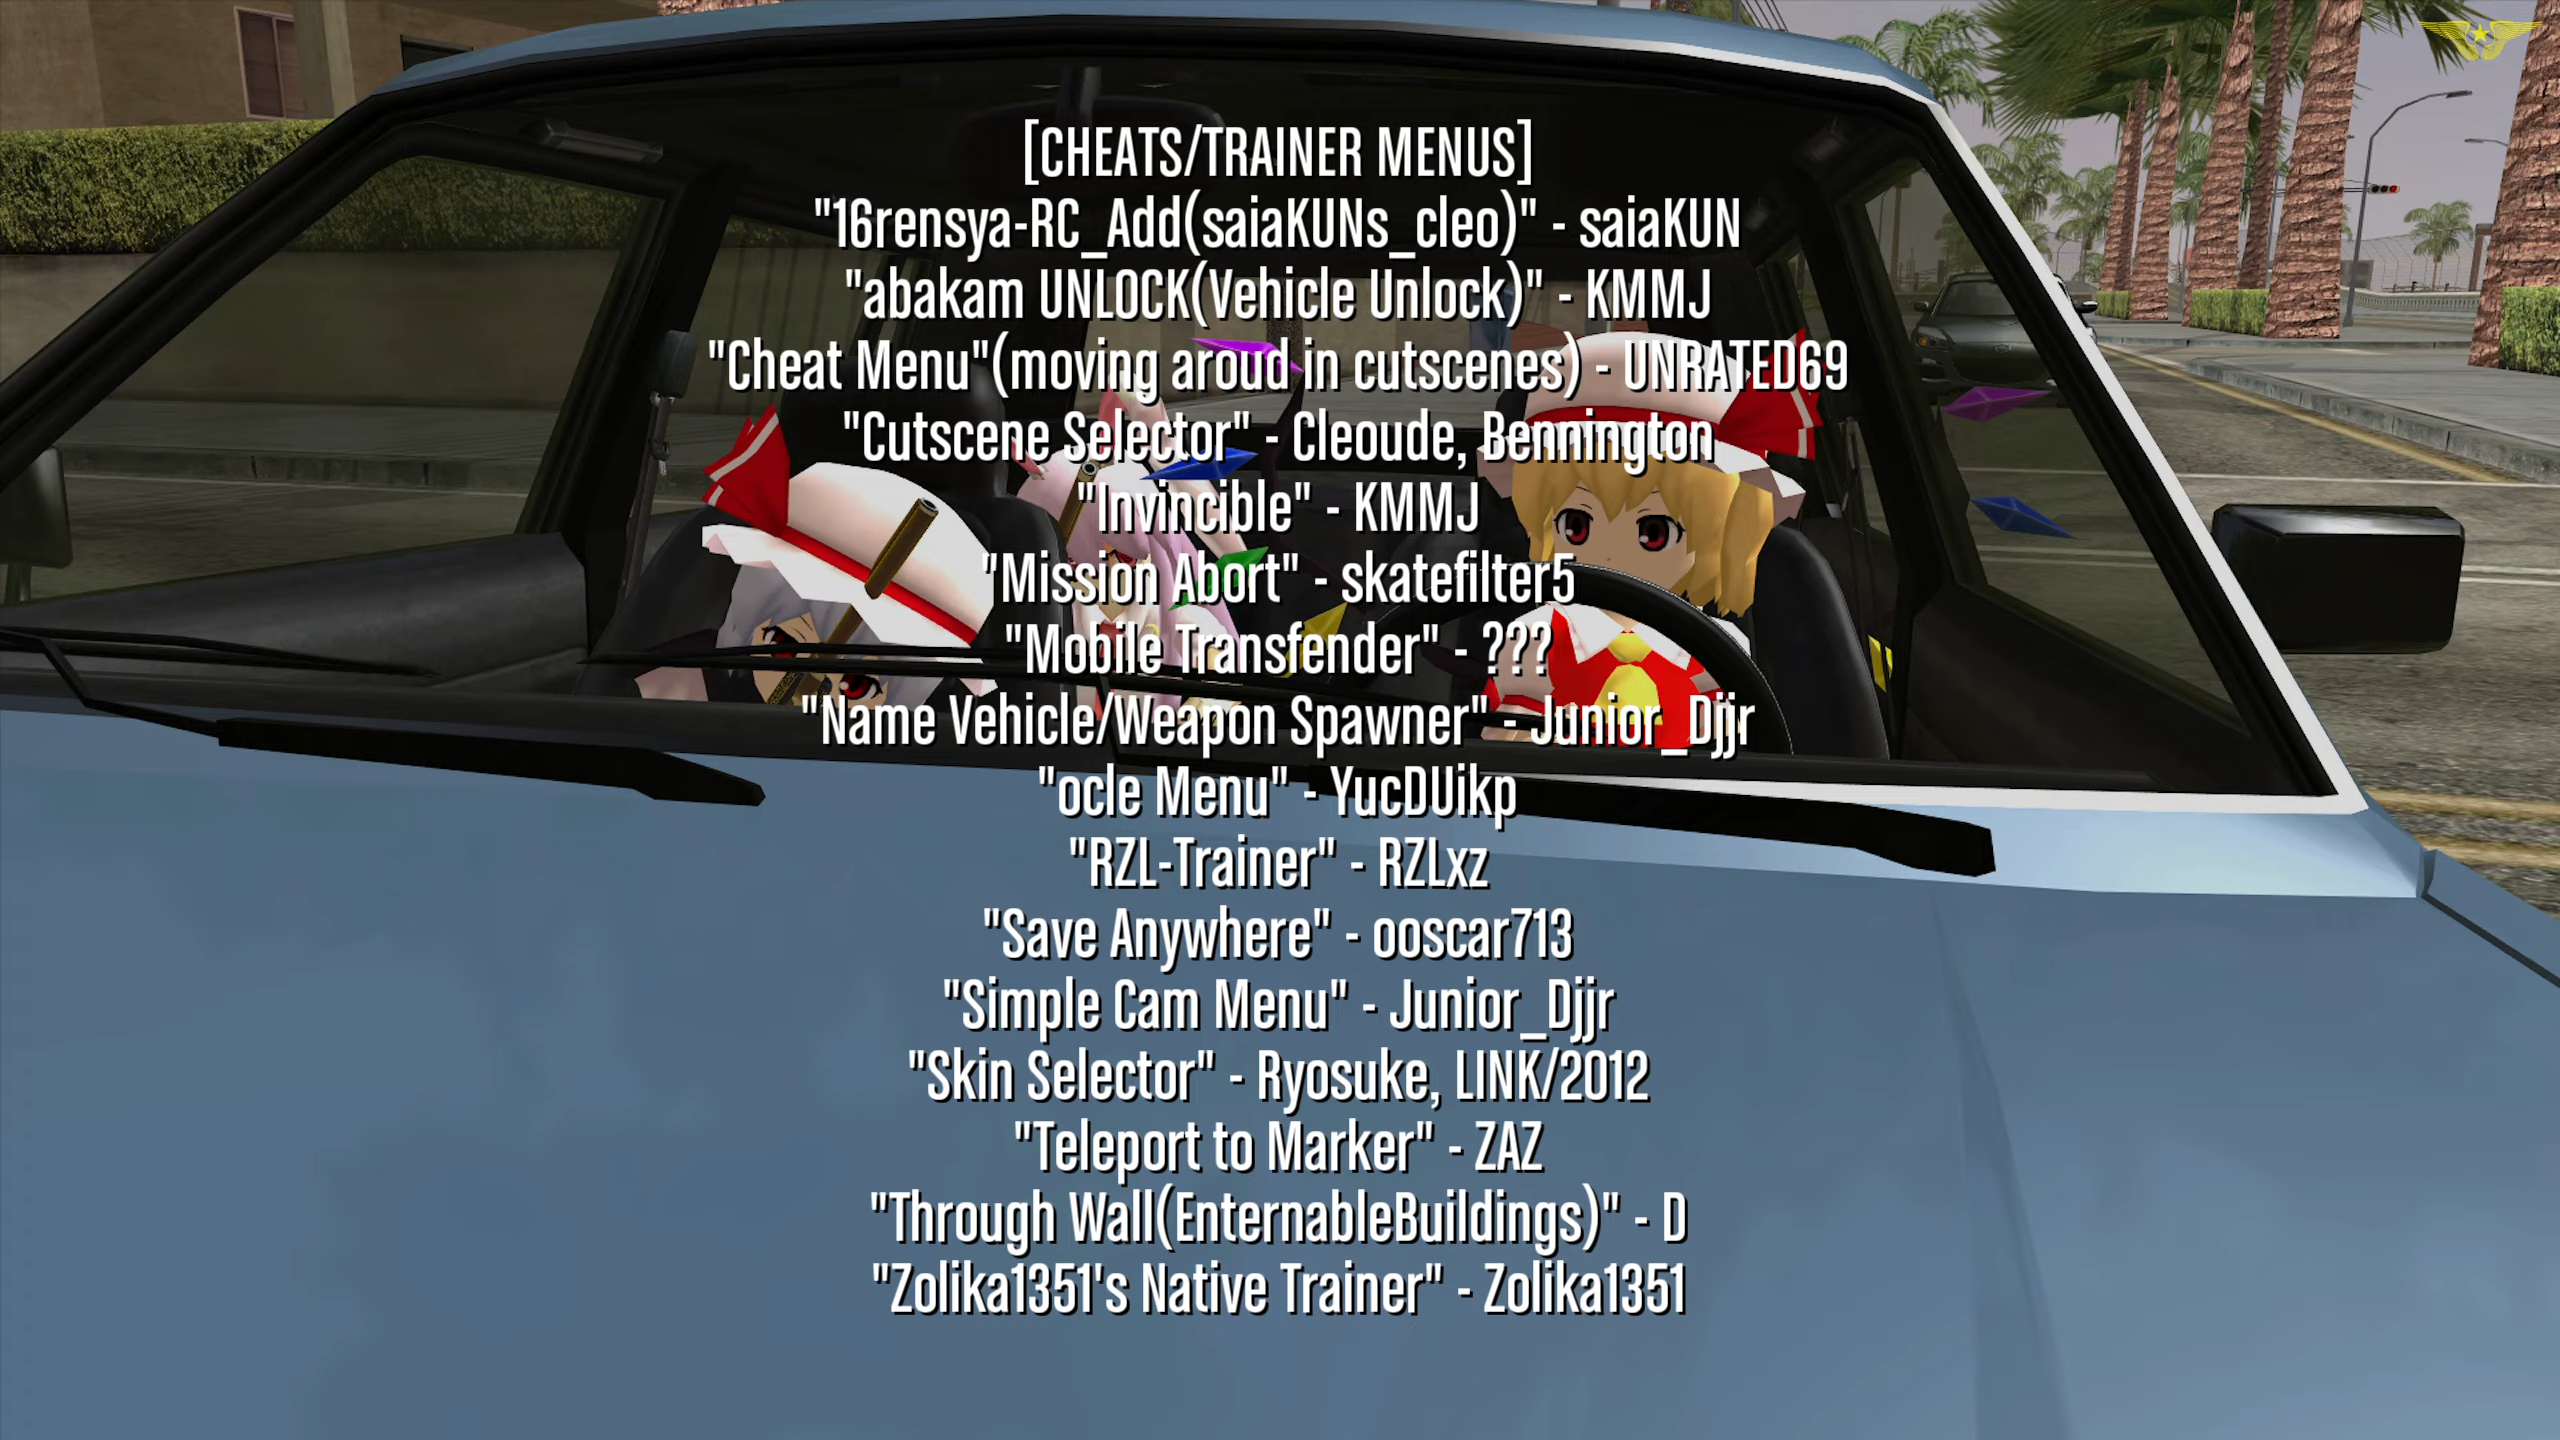 [CHEATS/TRAINER MENUS]
"16rensya-RC_Add(saiaKUNs_cleo)" - saiaKUN
"abakam UNLOCK(Vehicle Unlock)" - KMMJ
"Cheat Menu"(moving aroud in cutscenes) - UNRATED69
"Cutscene Selector" - Cleoude, Bennington
"Invincible" - KMMJ
"Mission Abort" - skatefilter5
"Mobile Transfender" - ???
"Name Vehicle/Weapon Spawner" - Junior_Djjr
"ocle Menu" - YucDUikp
"RZL-Trainer" - RZLxz
"Save Anywhere" - ooscar713
"Simple Cam Menu" - Junior_Djjr
"Skin Selector" - Ryosuke, LINK/2012
"Teleport to Marker" - ZAZ
"Through Wall(EnternableBuildings)" - D
"Zolika1351's Native Trainer" - Zolika1351